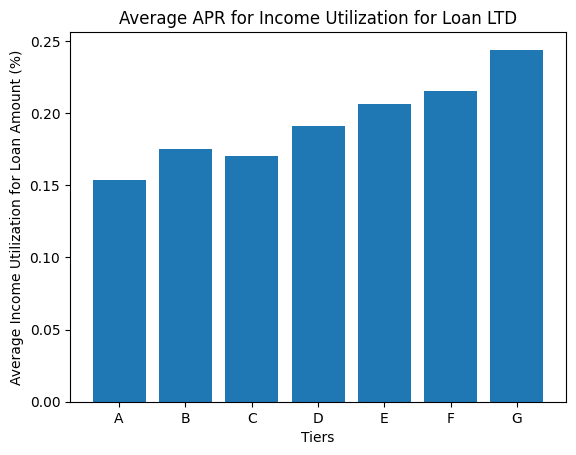 Average APR for Income Utilization for Loan LTD
Average Income Utilization for Loan Amount (%)
0.25
0.20
0.15
0.10
0.05
0.00
A B C D E F G
Tiers